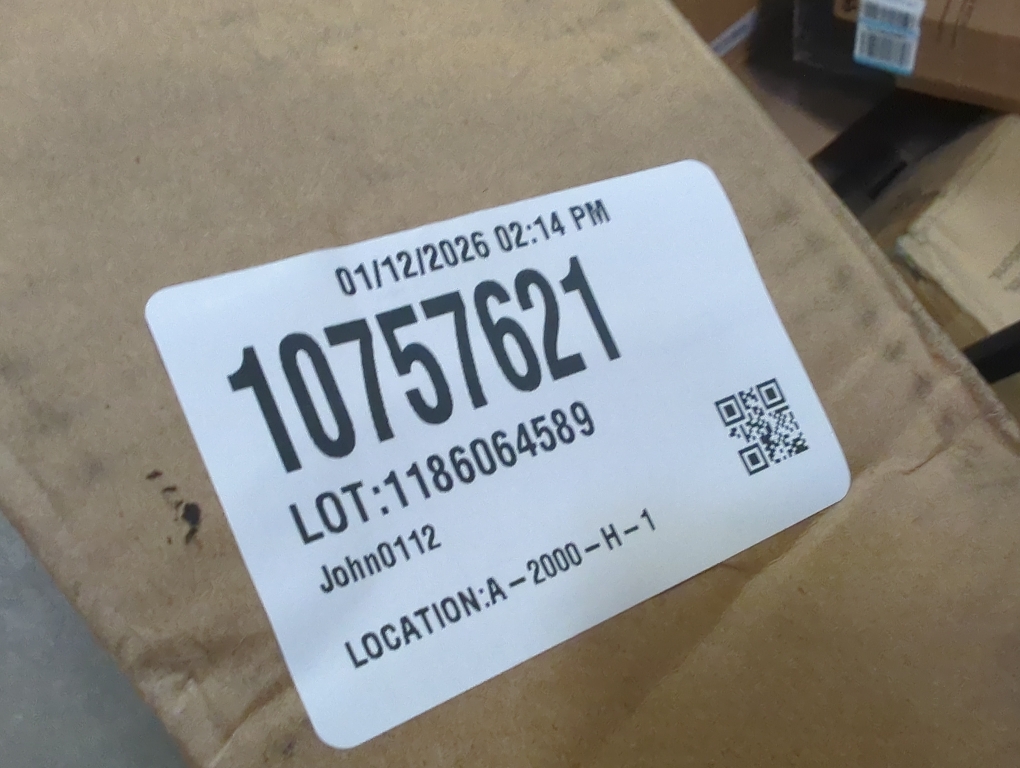 01/12/2026 02:14 PM
10757621
LOT:1186064589
John0112
LOCATION:A-2000-H-1